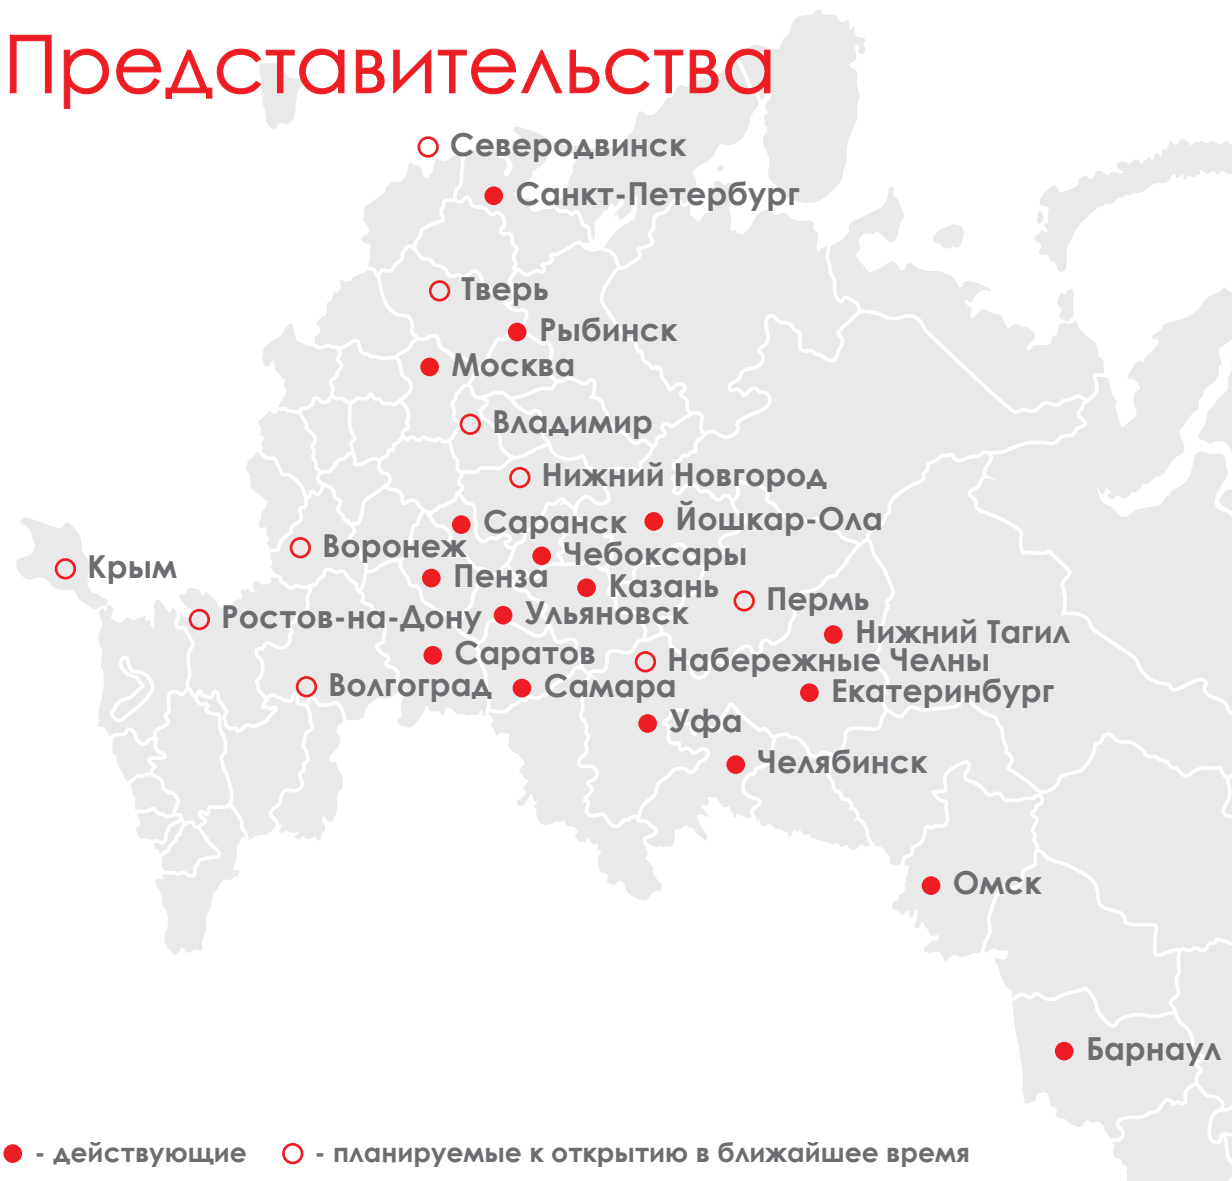 Представительства
Северодвинск
Санкт-Петербург
Тверь
Рыбинск
Москва
Владимир
Нижний Новгород
Саранск
Йошкар-Ола
Воронеж
Чебоксары
Крым
Пенза
Казань
Пермь
Ростов-на-Дону
Ульяновск
Нижний Тагил
Саратов
Набережные Челны
Волгоград
Самара
Екатеринбург
Уфа
Челябинск
Омск
Барнаул
- действующие
- планируемые к открытию в ближайшее время